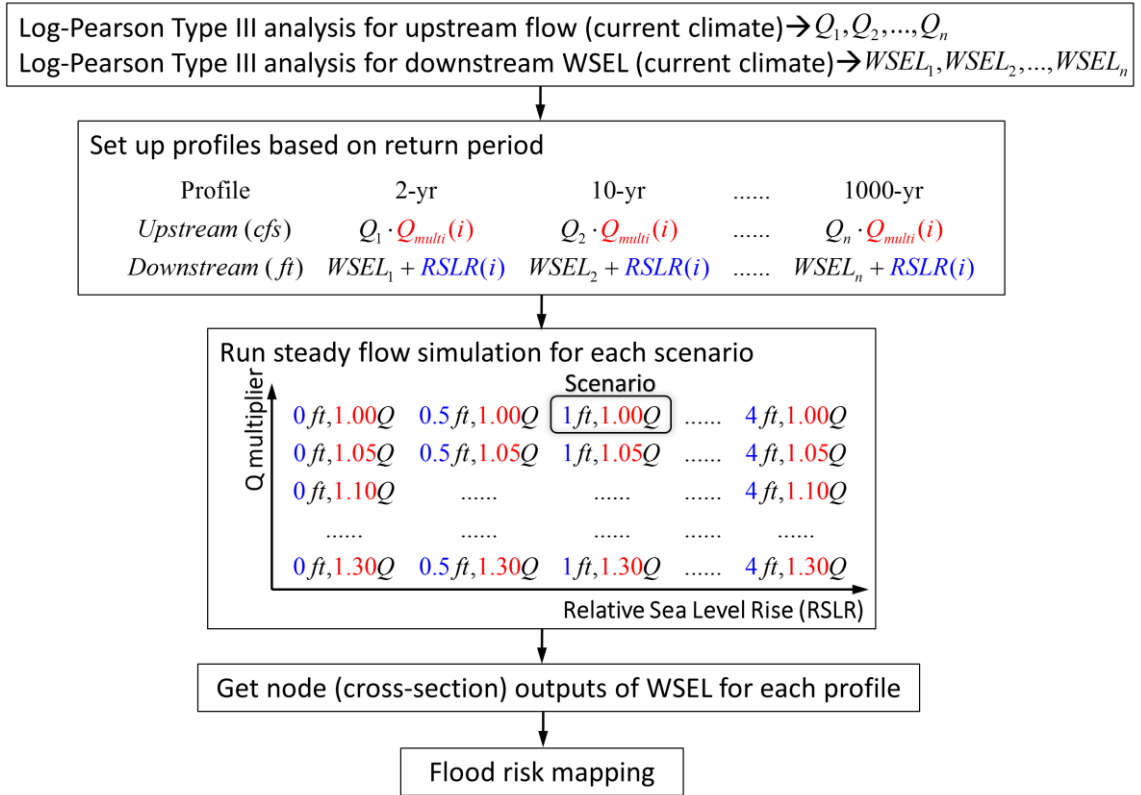 Log-Pearson Type III analysis for upstream flow (current climate)→Q₁,Q₂,...,Qₙ
Log-Pearson Type III analysis for downstream WSEL (current climate)→WSEL₁,WSEL₂,...,WSELₙ
Set up profiles based on return period
Profile 2-yr 10-yr ...... 1000-yr
Upstream (cfs) Q₁·Q_multi(i) Q₂·Q_multi(i) ...... Qₙ·Q_multi(i)
Downstream (ft) WSEL₁+RSLR(i) WSEL₂+RSLR(i) ...... WSELₙ+RSLR(i)
Run steady flow simulation for each scenario
Q multiplier
Scenario
0 ft,1.00Q 0.5 ft,1.00Q 1 ft,1.00Q ...... 4 ft,1.00Q
0 ft,1.05Q 0.5 ft,1.05Q 1 ft,1.05Q ...... 4 ft,1.05Q
0 ft,1.10Q ...... ...... ... 4 ft,1.10Q
...... ...... ...... ... ......
0 ft,1.30Q 0.5 ft,1.30Q 1 ft,1.30Q ...... 4 ft,1.30Q
Relative Sea Level Rise (RSLR)
Get node (cross-section) outputs of WSEL for each profile
Flood risk mapping